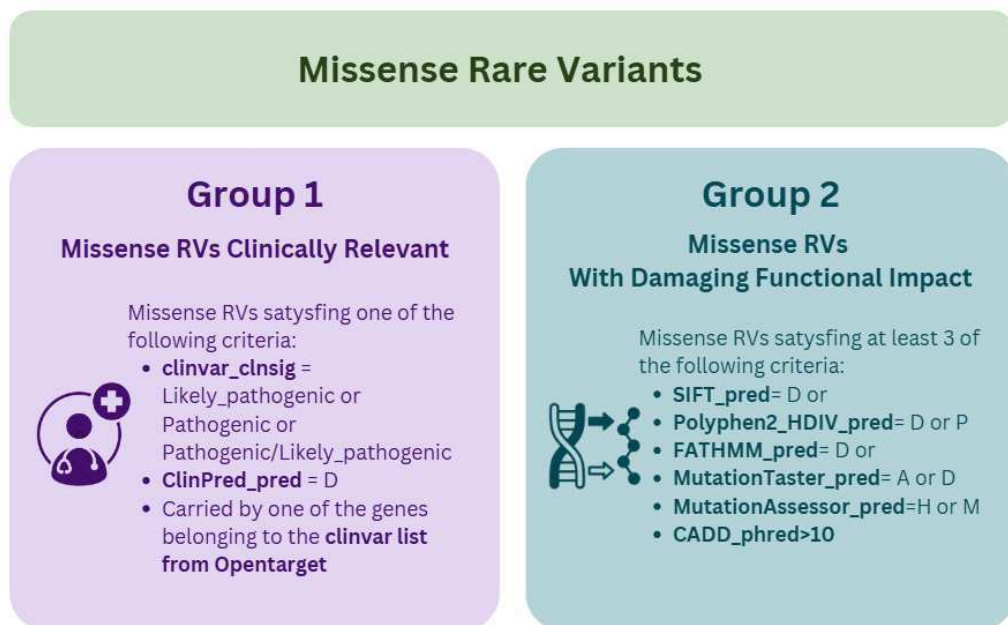 Missense Rare Variants
Group 1
Missense RVs Clinically Relevant
Missense RVs satysfing one of the
following criteria:
• clinvar_clnsig =
Likely_pathogenic or
Pathogenic or
Pathogenic/Likely_pathogenic
• ClinPred_pred = D
• Carried by one of the genes
belonging to the clinvar list
from Opentarget
Group 2
Missense RVs
With Damaging Functional Impact
Missense RVs satysfing at least 3 of
the following criteria:
• SIFT_pred= D or
• Polyphen2_HDIV_pred= D or P
• FATHMM_pred= D or
• MutationTaster_pred= A or D
• MutationAssessor_pred=H or M
• CADD_phred>10